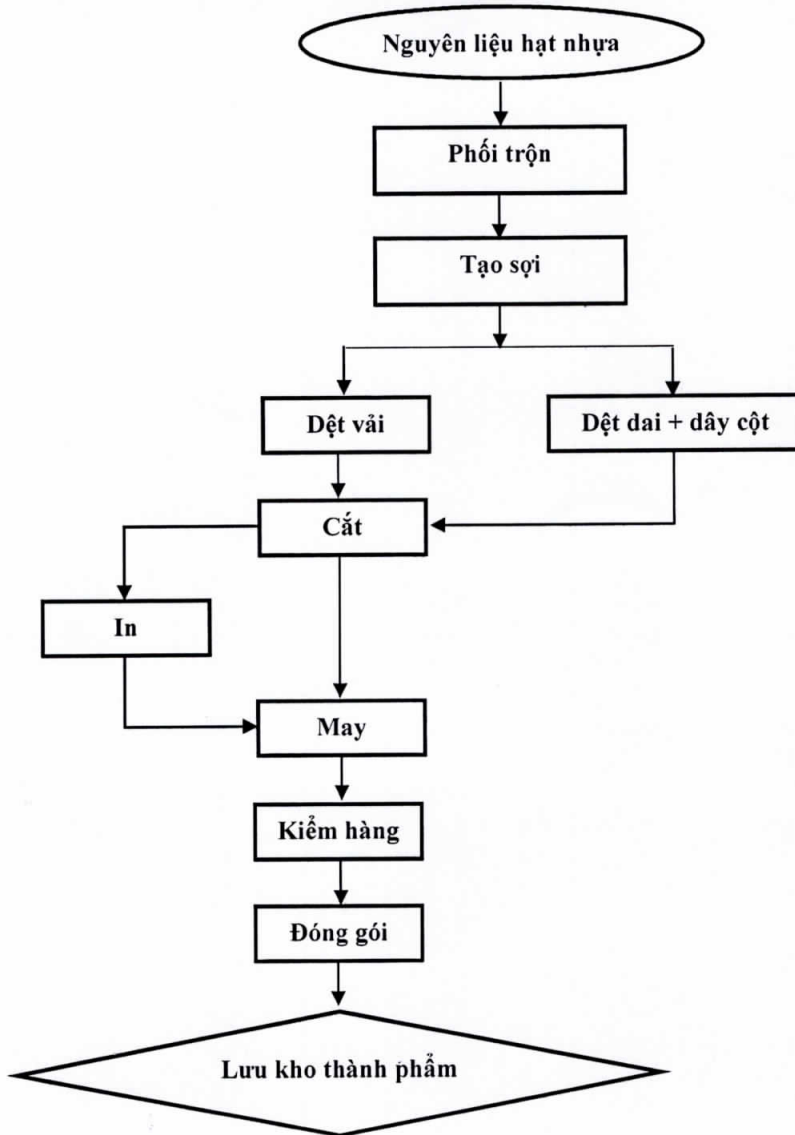 Nguyên liệu hạt nhựa
Phối trộn
Tạo sợi
Dệt vải
Dệt dai + dây cột
Cắt
In
May
Kiểm hàng
Đóng gói
Lưu kho thành phẩm